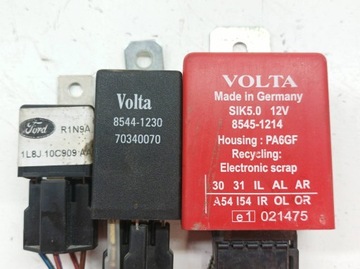 Ford
R1N9A
1L8J 10C909 AA
Volta
8544-1230
70340070
VOLTA
Made in Germany
SIK5.0 12V
8545-1214
Housing : PA6GF
Recycling:
Electronic scrap
30 31 IL AL AR
A54 I54 IR OL OR
e1 021475